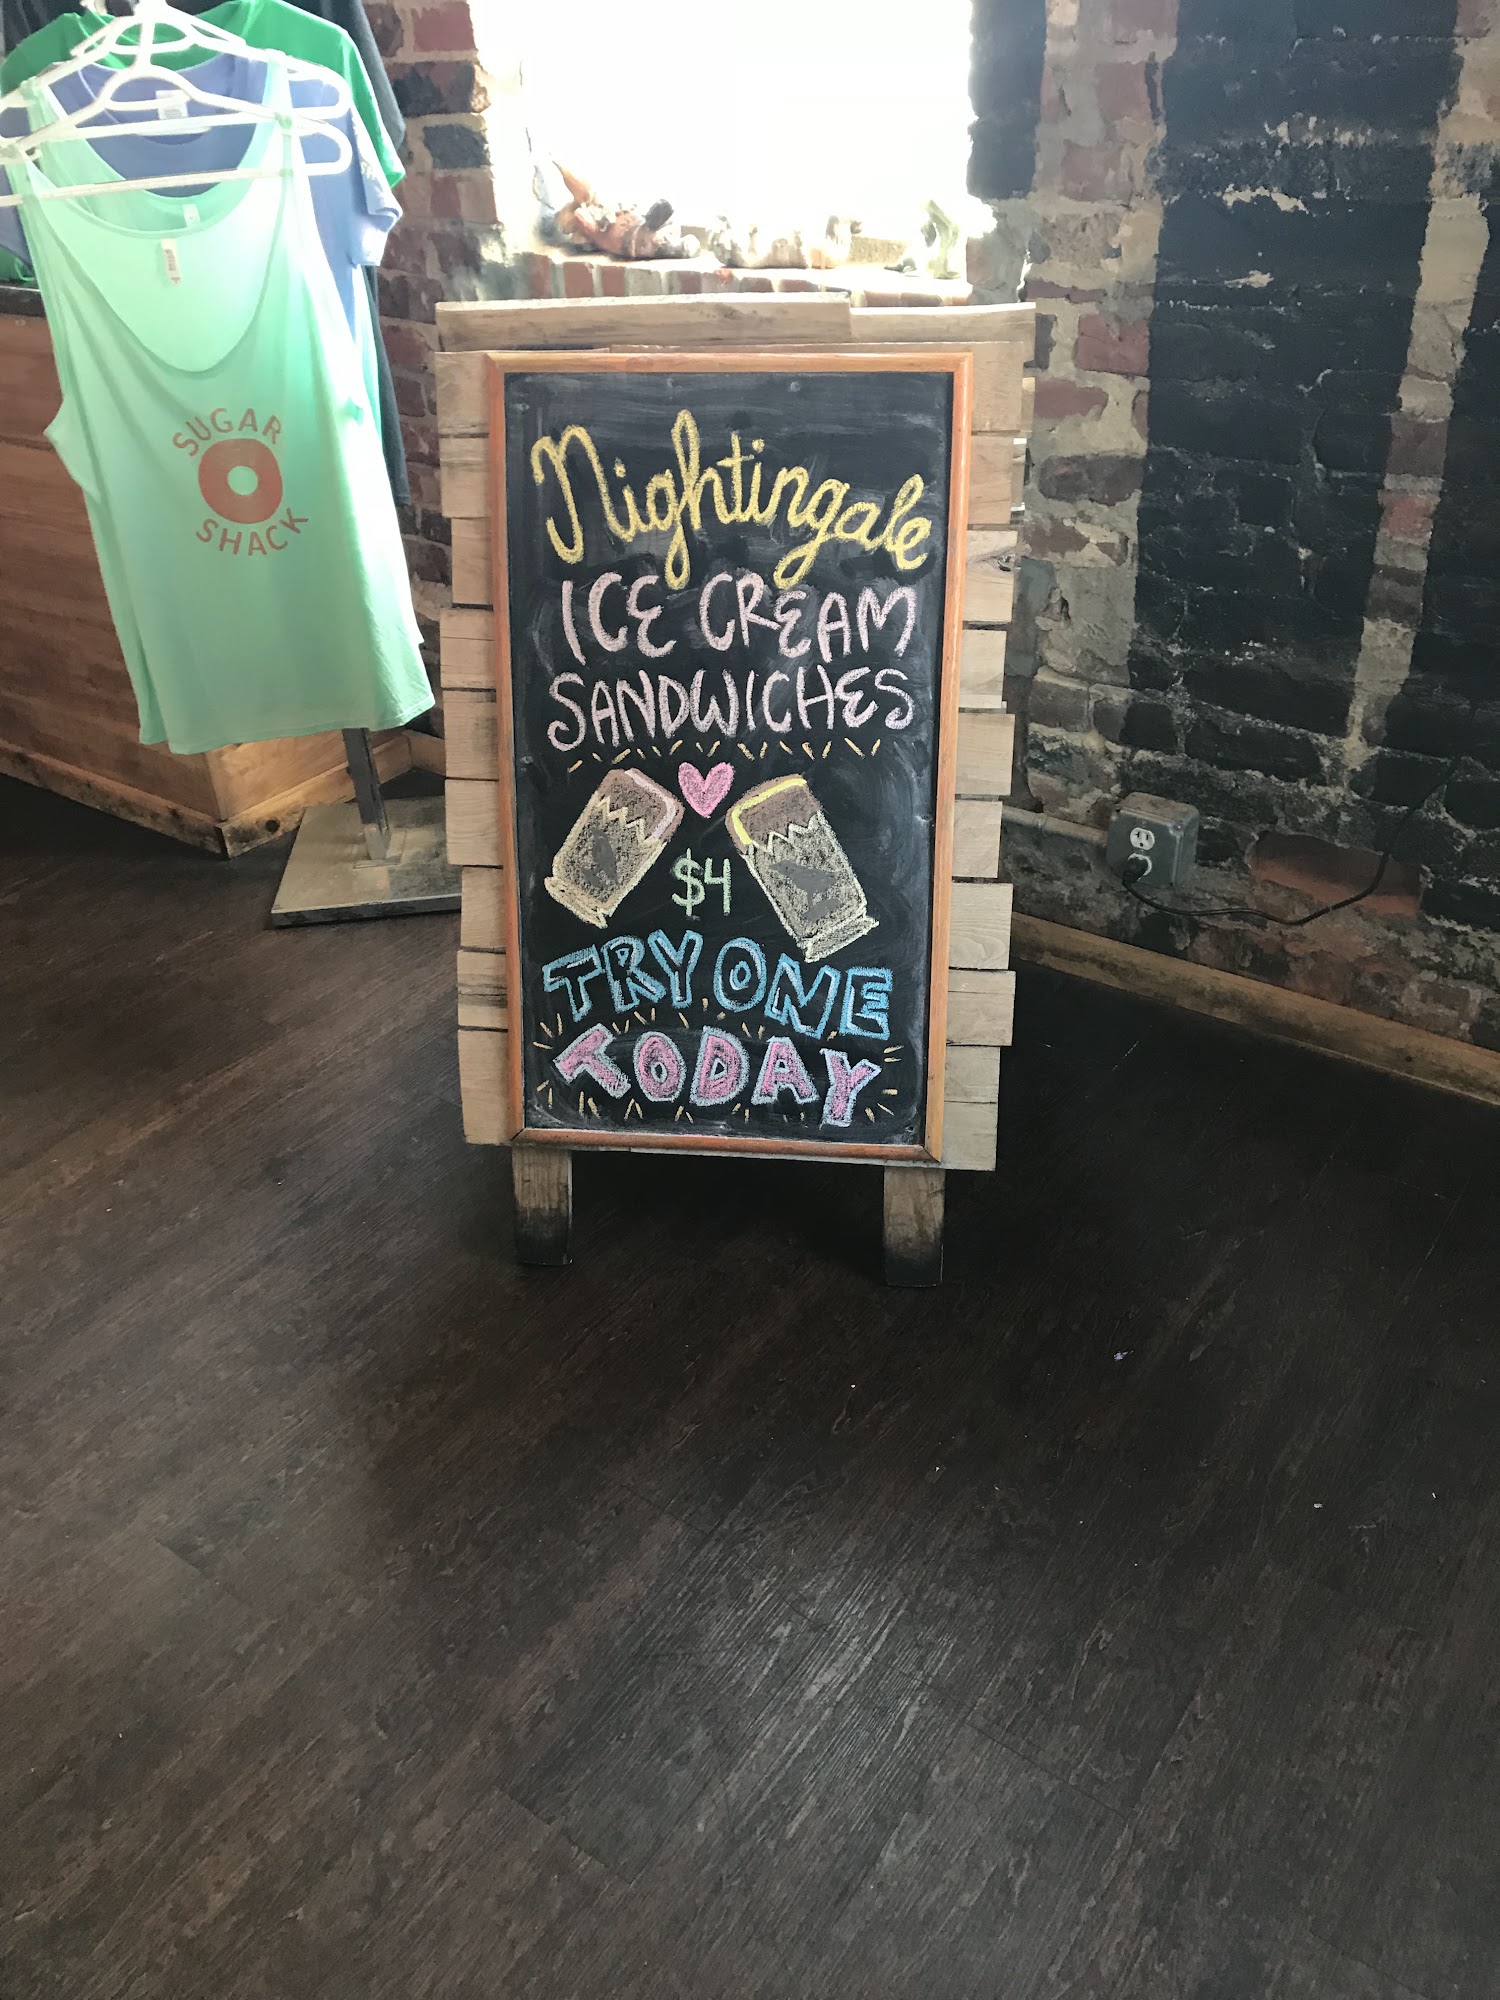 SUGAR
SHACK
Nightingale
ICE CREAM
SANDWICHES
$4
TRY ONE
TODAY